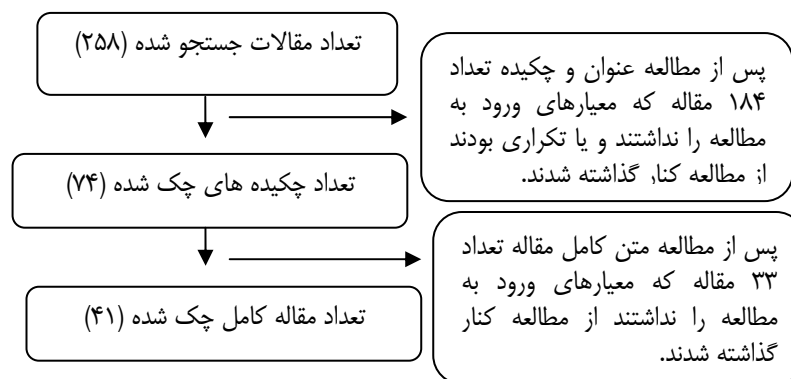 تعداد مقالات جستجو شده (۲۵۸)
پس از مطالعه عنوان و چکیده تعداد
۱۸۴ مقاله که معیارهای ورود به
مطالعه را نداشتند و یا تکراری بودند
از مطالعه کنار گذاشته شدند.
تعداد چکیده های چک شده (۷۴)
پس از مطالعه متن کامل مقاله تعداد
۳۳ مقاله که معیارهای ورود به
مطالعه را نداشتند از مطالعه کنار
گذاشته شدند.
تعداد مقاله کامل چک شده (۴۱)